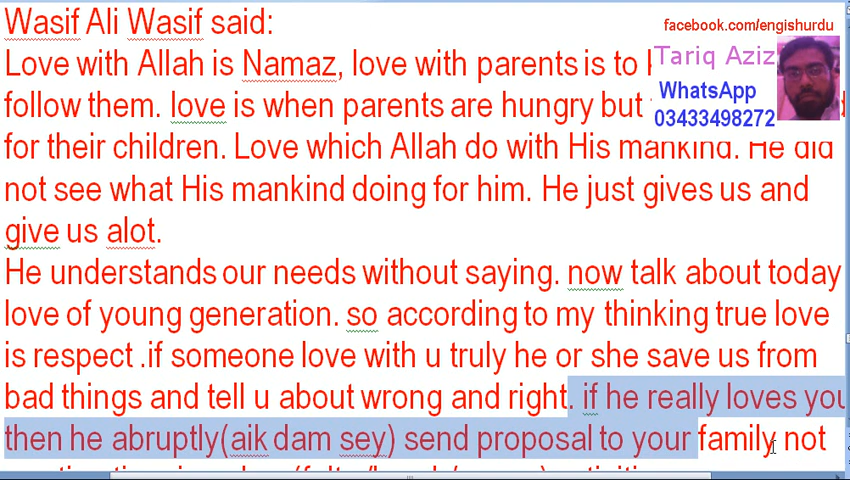 Wasif Ali Wasif said:
facebook.com/engishurdu
Love with Allah is Namaz, love with parents is to
Tariq Aziz
WhatsApp
03433498272
follow them. love is when parents are hungry but
for their children. Love which Allah do with His mankind. He did
not see what His mankind doing for him. He just gives us and
give us alot.
He understands our needs without saying. now talk about today
love of young generation. so according to my thinking true love
is respect .if someone love with u truly he or she save us from
bad things and tell u about wrong and right. if he really loves you
then he abruptly(aik dam sey) send proposal to your family not